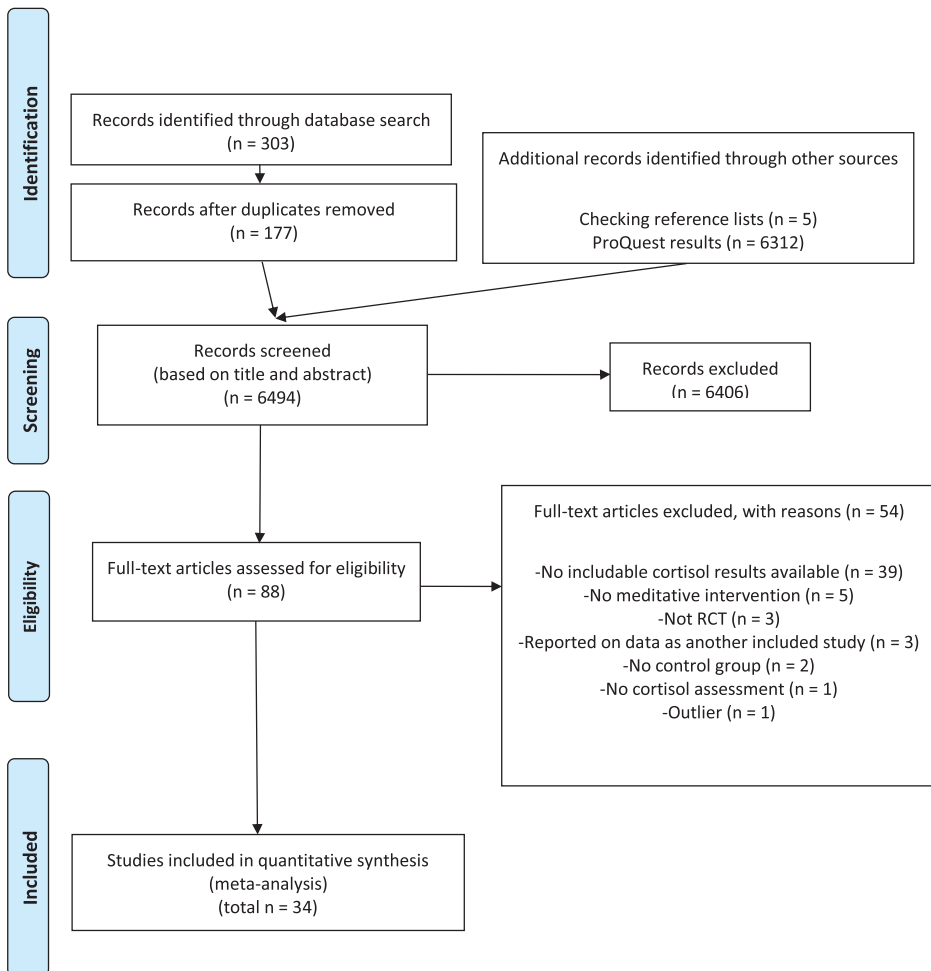 Identification
Records identified through database search
(n = 303)
Records after duplicates removed
(n = 177)
Additional records identified through other sources
Checking reference lists (n = 5)
ProQuest results (n = 6312)
Screening
Records screened
(based on title and abstract)
(n = 6494)
Records excluded
(n = 6406)
Eligibility
Full-text articles assessed for eligibility
(n = 88)
Full-text articles excluded, with reasons (n = 54)
-No includable cortisol results available (n = 39)
-No meditative intervention (n = 5)
-Not RCT (n = 3)
-Reported on data as another included study (n = 3)
-No control group (n = 2)
-No cortisol assessment (n = 1)
-Outlier (n = 1)
Included
Studies included in quantitative synthesis
(meta-analysis)
(total n = 34)